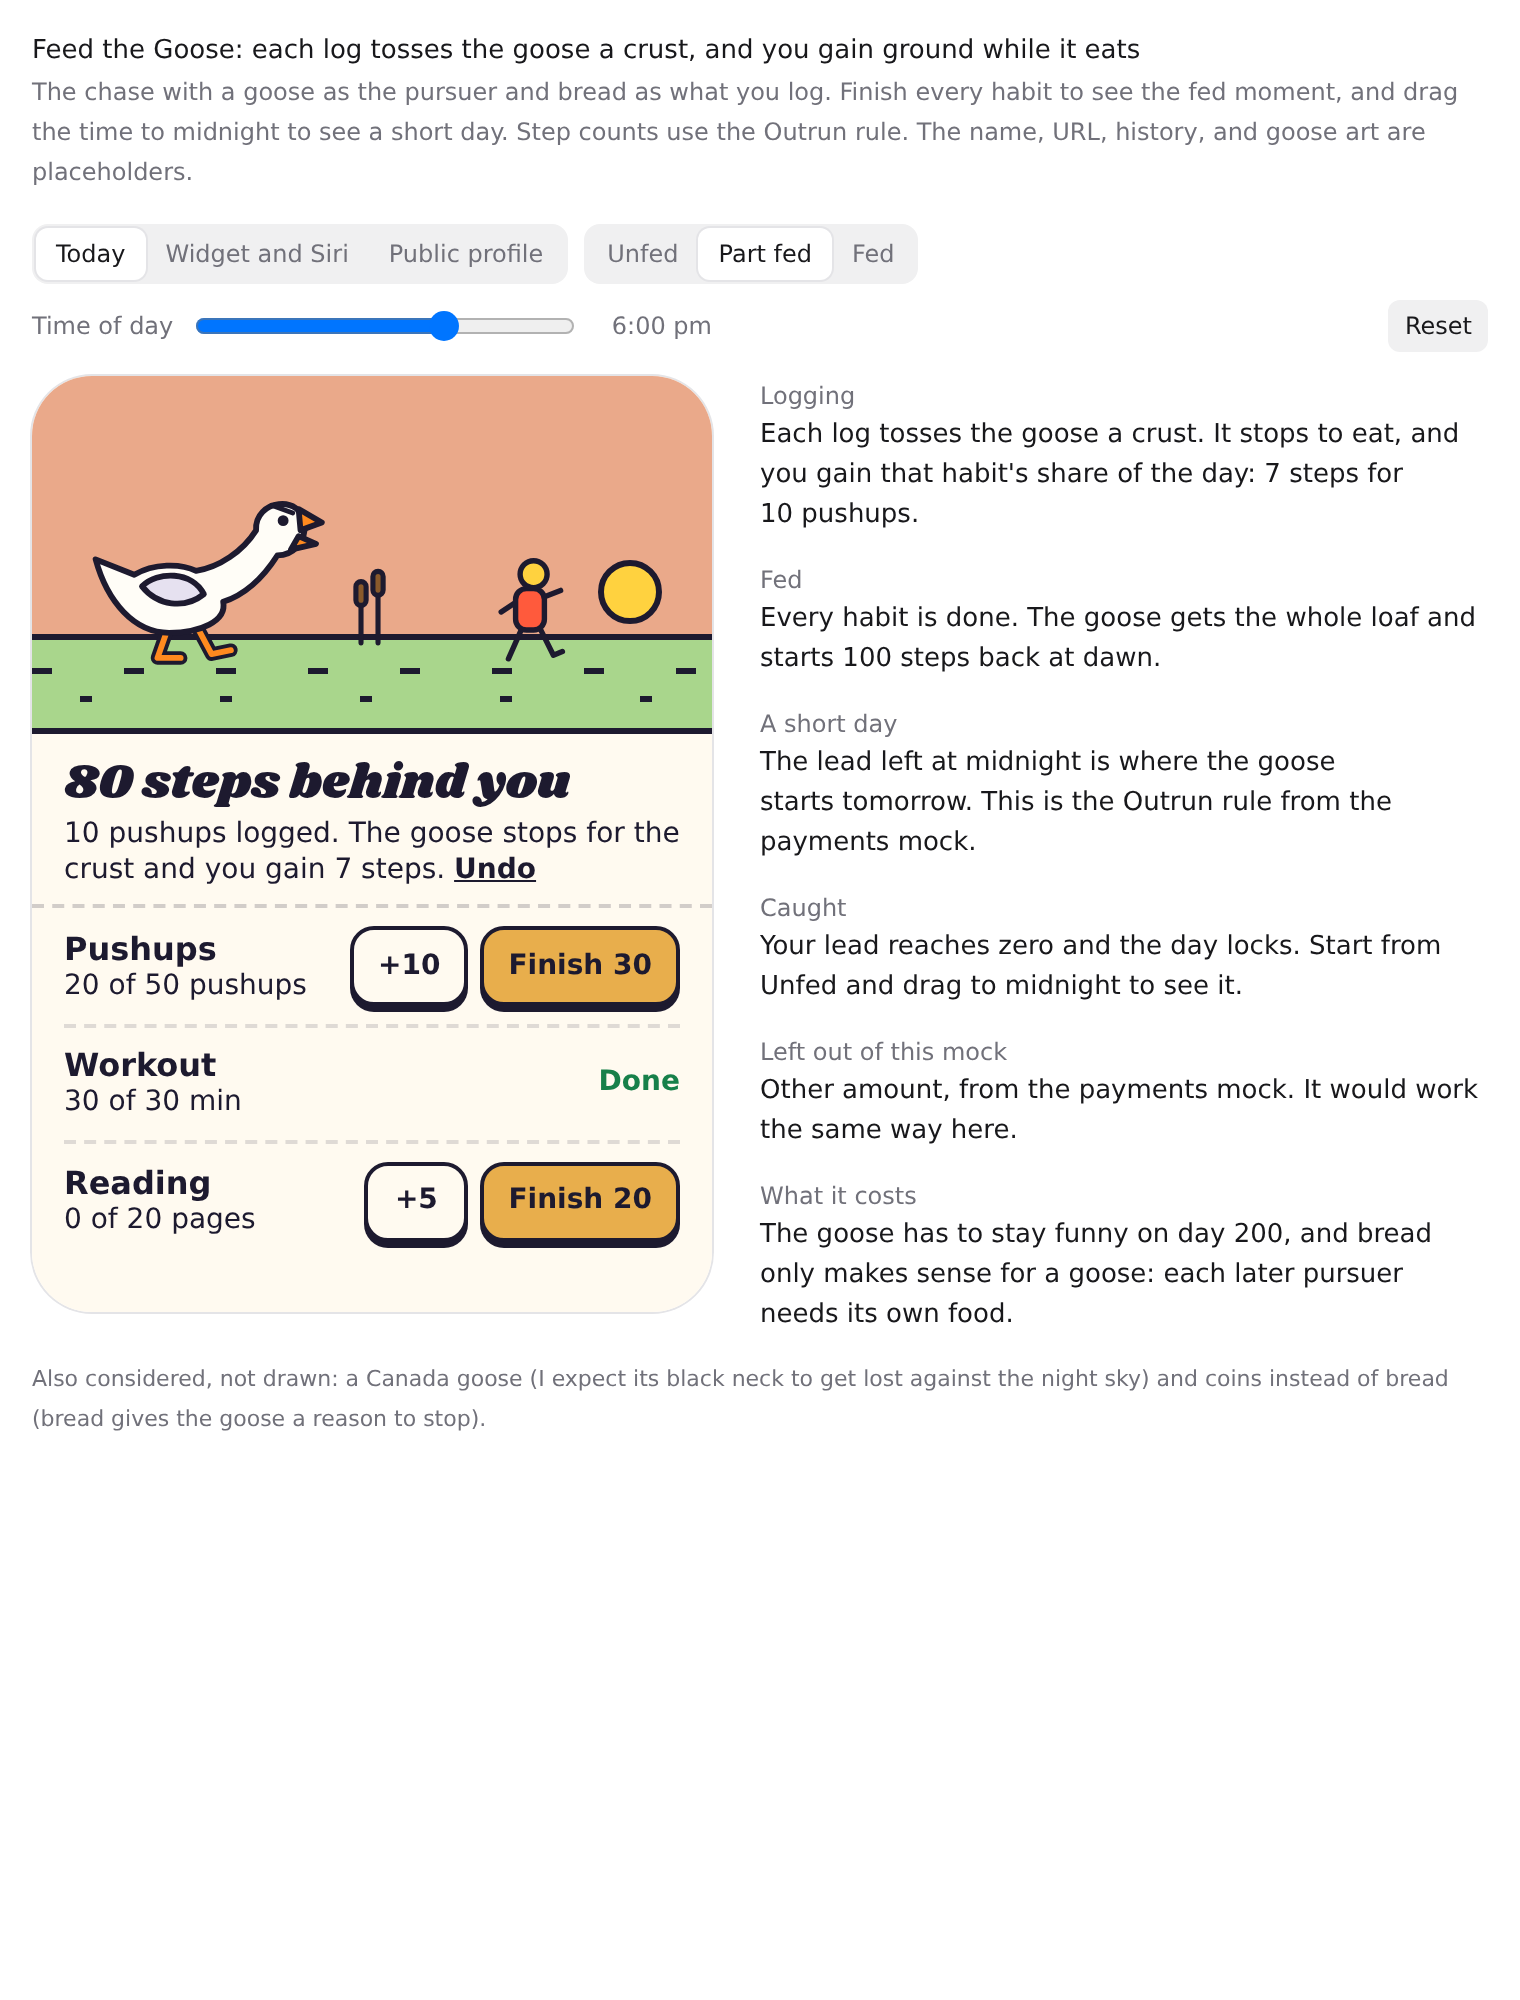 Feed the Goose: each log tosses the goose a crust, and you gain ground while it eats
The chase with a goose as the pursuer and bread as what you log. Finish every habit to see the fed moment, and drag
the time to midnight to see a short day. Step counts use the Outrun rule. The name, URL, history, and goose art are
placeholders.
Today Widget and Siri Public profile Unfed Part fed Fed
Time of day 6:00 pm Reset
80 steps behind you
10 pushups logged. The goose stops for the
crust and you gain 7 steps. Undo
Pushups
20 of 50 pushups
+10 Finish 30
Workout
30 of 30 min
Done
Reading
0 of 20 pages
+5 Finish 20
Logging
Each log tosses the goose a crust. It stops to eat, and
you gain that habit's share of the day: 7 steps for
10 pushups.
Fed
Every habit is done. The goose gets the whole loaf and
starts 100 steps back at dawn.
A short day
The lead left at midnight is where the goose
starts tomorrow. This is the Outrun rule from the
payments mock.
Caught
Your lead reaches zero and the day locks. Start from
Unfed and drag to midnight to see it.
Left out of this mock
Other amount, from the payments mock. It would work
the same way here.
What it costs
The goose has to stay funny on day 200, and bread
only makes sense for a goose: each later pursuer
needs its own food.
Also considered, not drawn: a Canada goose (I expect its black neck to get lost against the night sky) and coins instead of bread
(bread gives the goose a reason to stop).